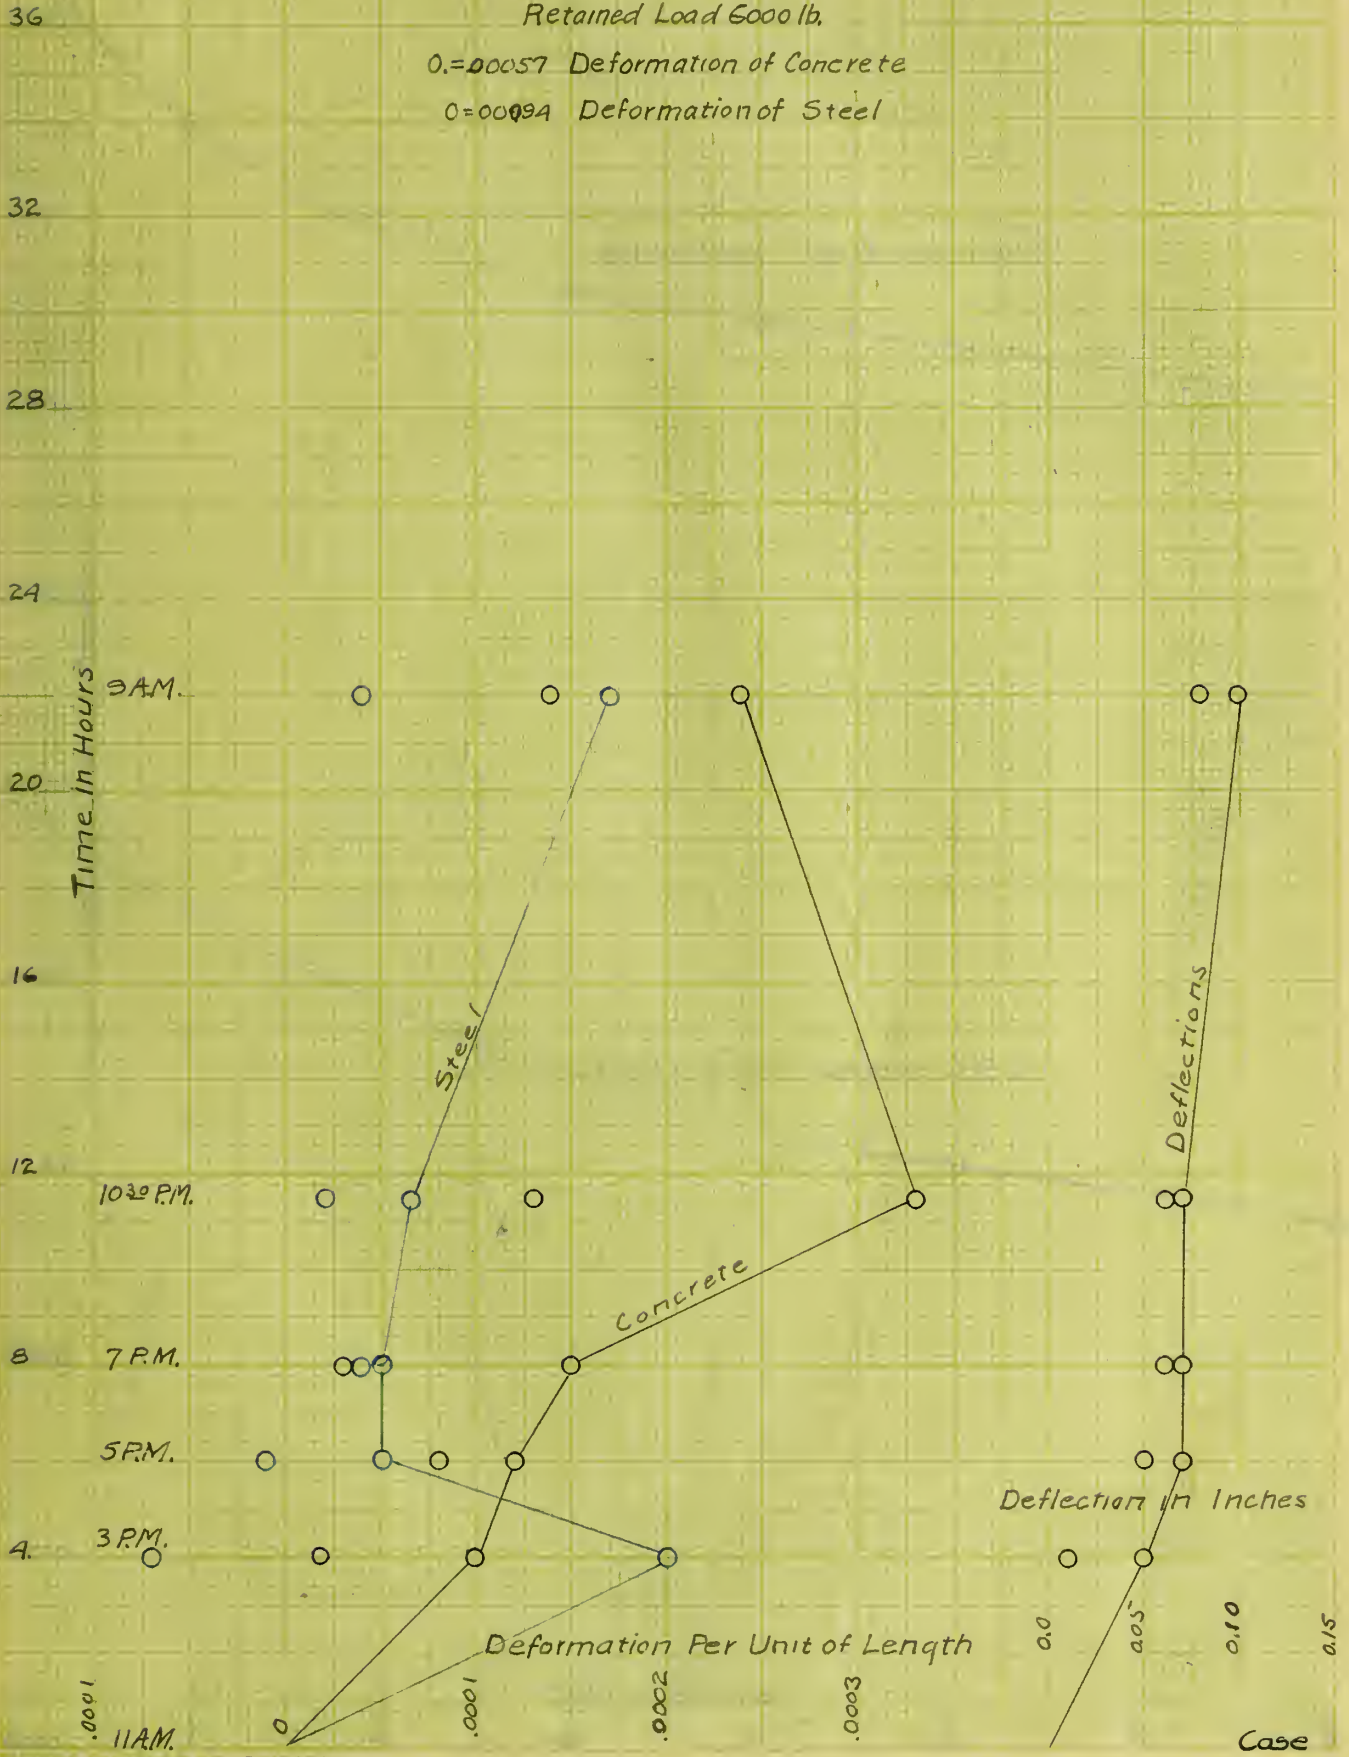 36
Retained Load 6000 lb.
0.=.00057 Deformation of Concrete
0=00094 Deformation of Steel
32
28
24
Time in Hours
9 A.M.
20
16
Steel
Deflections
12
10 30 P.M.
Concrete
8
7 P.M.
5 P.M.
Deflection in Inches
4.
3 P.M.
0.0
0.05
0.10
0.15
Deformation Per Unit of Length
.0001
0
.0001
.0002
.0003
11 A.M.
Case